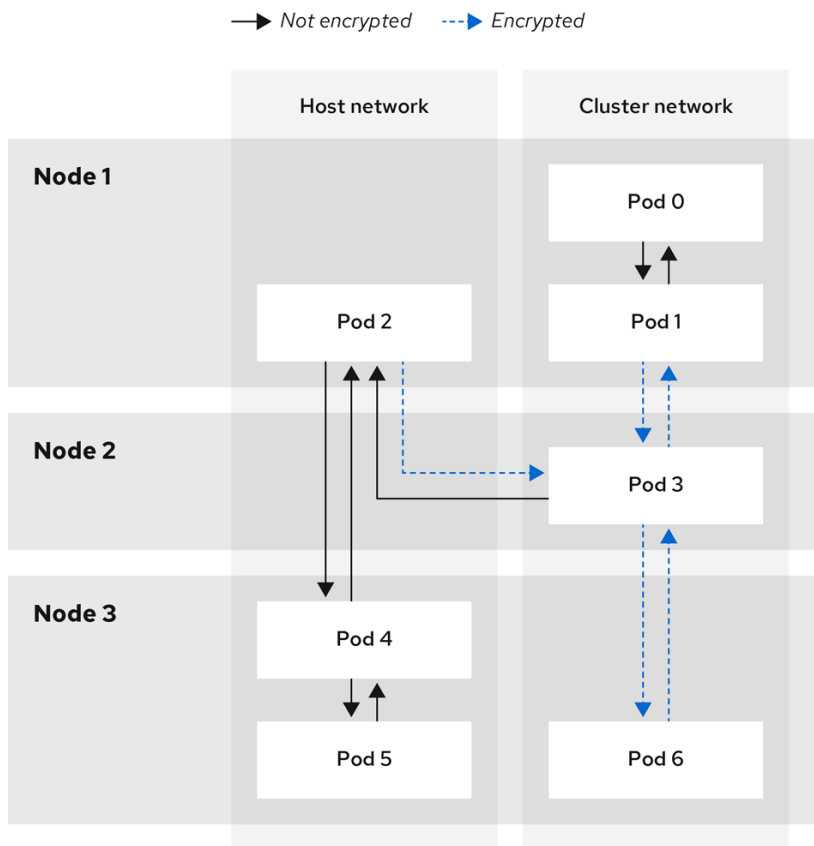 Not encrypted
Encrypted
Host network
Cluster network
Node 1
Pod 0
Pod 2
Pod 1
Node 2
Pod 3
Node 3
Pod 4
Pod 5
Pod 6